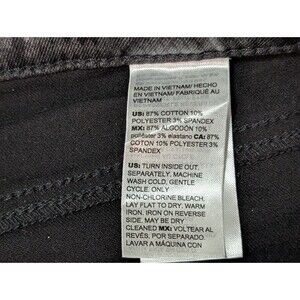 MADE IN VIETNAM/ HECHO
EN VIETNAM/ FABRIQUÉ AU
VIETNAM
US: 87% COTTON 10%
POLYESTER 3% SPANDEX
MX: 87% ALGODÓN 10%
poliéster 3% elastano CA: 87%
COTON 10% POLYESTER 3%
SPANDEX
US: TURN INSIDE OUT.
SEPARATELY, MACHINE
WASH COLD, GENTLE
CYCLE. ONLY
NON-CHLORINE BLEACH.
LAY FLAT TO DRY. WARM
IRON. IRON ON REVERSE
SIDE. MAY BE DRY
CLEANED MX: VOLTEAR AL
REVÉS, POR SEPARADO
LAVAR A MÁQUINA CON